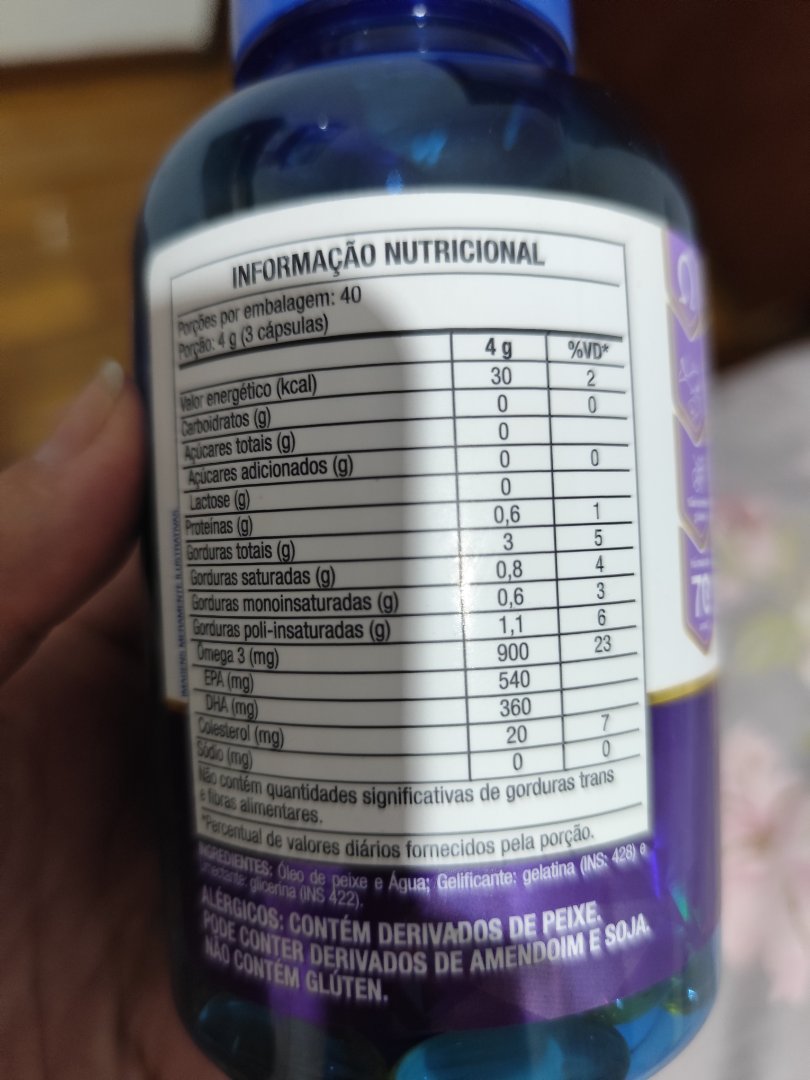 INFORMAÇÃO NUTRICIONAL
Porções por embalagem: 40
Porção: 4 g (3 cápsulas)
4 g %VD*
Valor energético (kcal) 30 2
Carboidratos (g) 0 0
Açúcares totais (g) 0
Açúcares adicionados (g) 0 0
Lactose (g) 0
Proteínas (g) 0,6 1
Gorduras totais (g) 3 5
Gorduras saturadas (g) 0,8 4
Gorduras monoinsaturadas (g) 0,6 3
Gorduras poli-insaturadas (g) 1,1 6
Ômega 3 (mg) 900 23
EPA (mg) 540
DHA (mg) 360
Colesterol (mg) 20 7
Sódio (mg) 0 0
Não contém quantidades significativas de gorduras trans
e fibras alimentares.
*Percentual de valores diários fornecidos pela porção.
INGREDIENTES: Óleo de peixe e Água; Gelificante: gelatina (INS: 428) e
umectante: glicerina (INS 422).
ALÉRGICOS: CONTÉM DERIVADOS DE PEIXE.
PODE CONTER DERIVADOS DE AMENDOIM E SOJA.
NÃO CONTÉM GLÚTEN.
IMAGENS MERAMENTE ILUSTRATIVAS